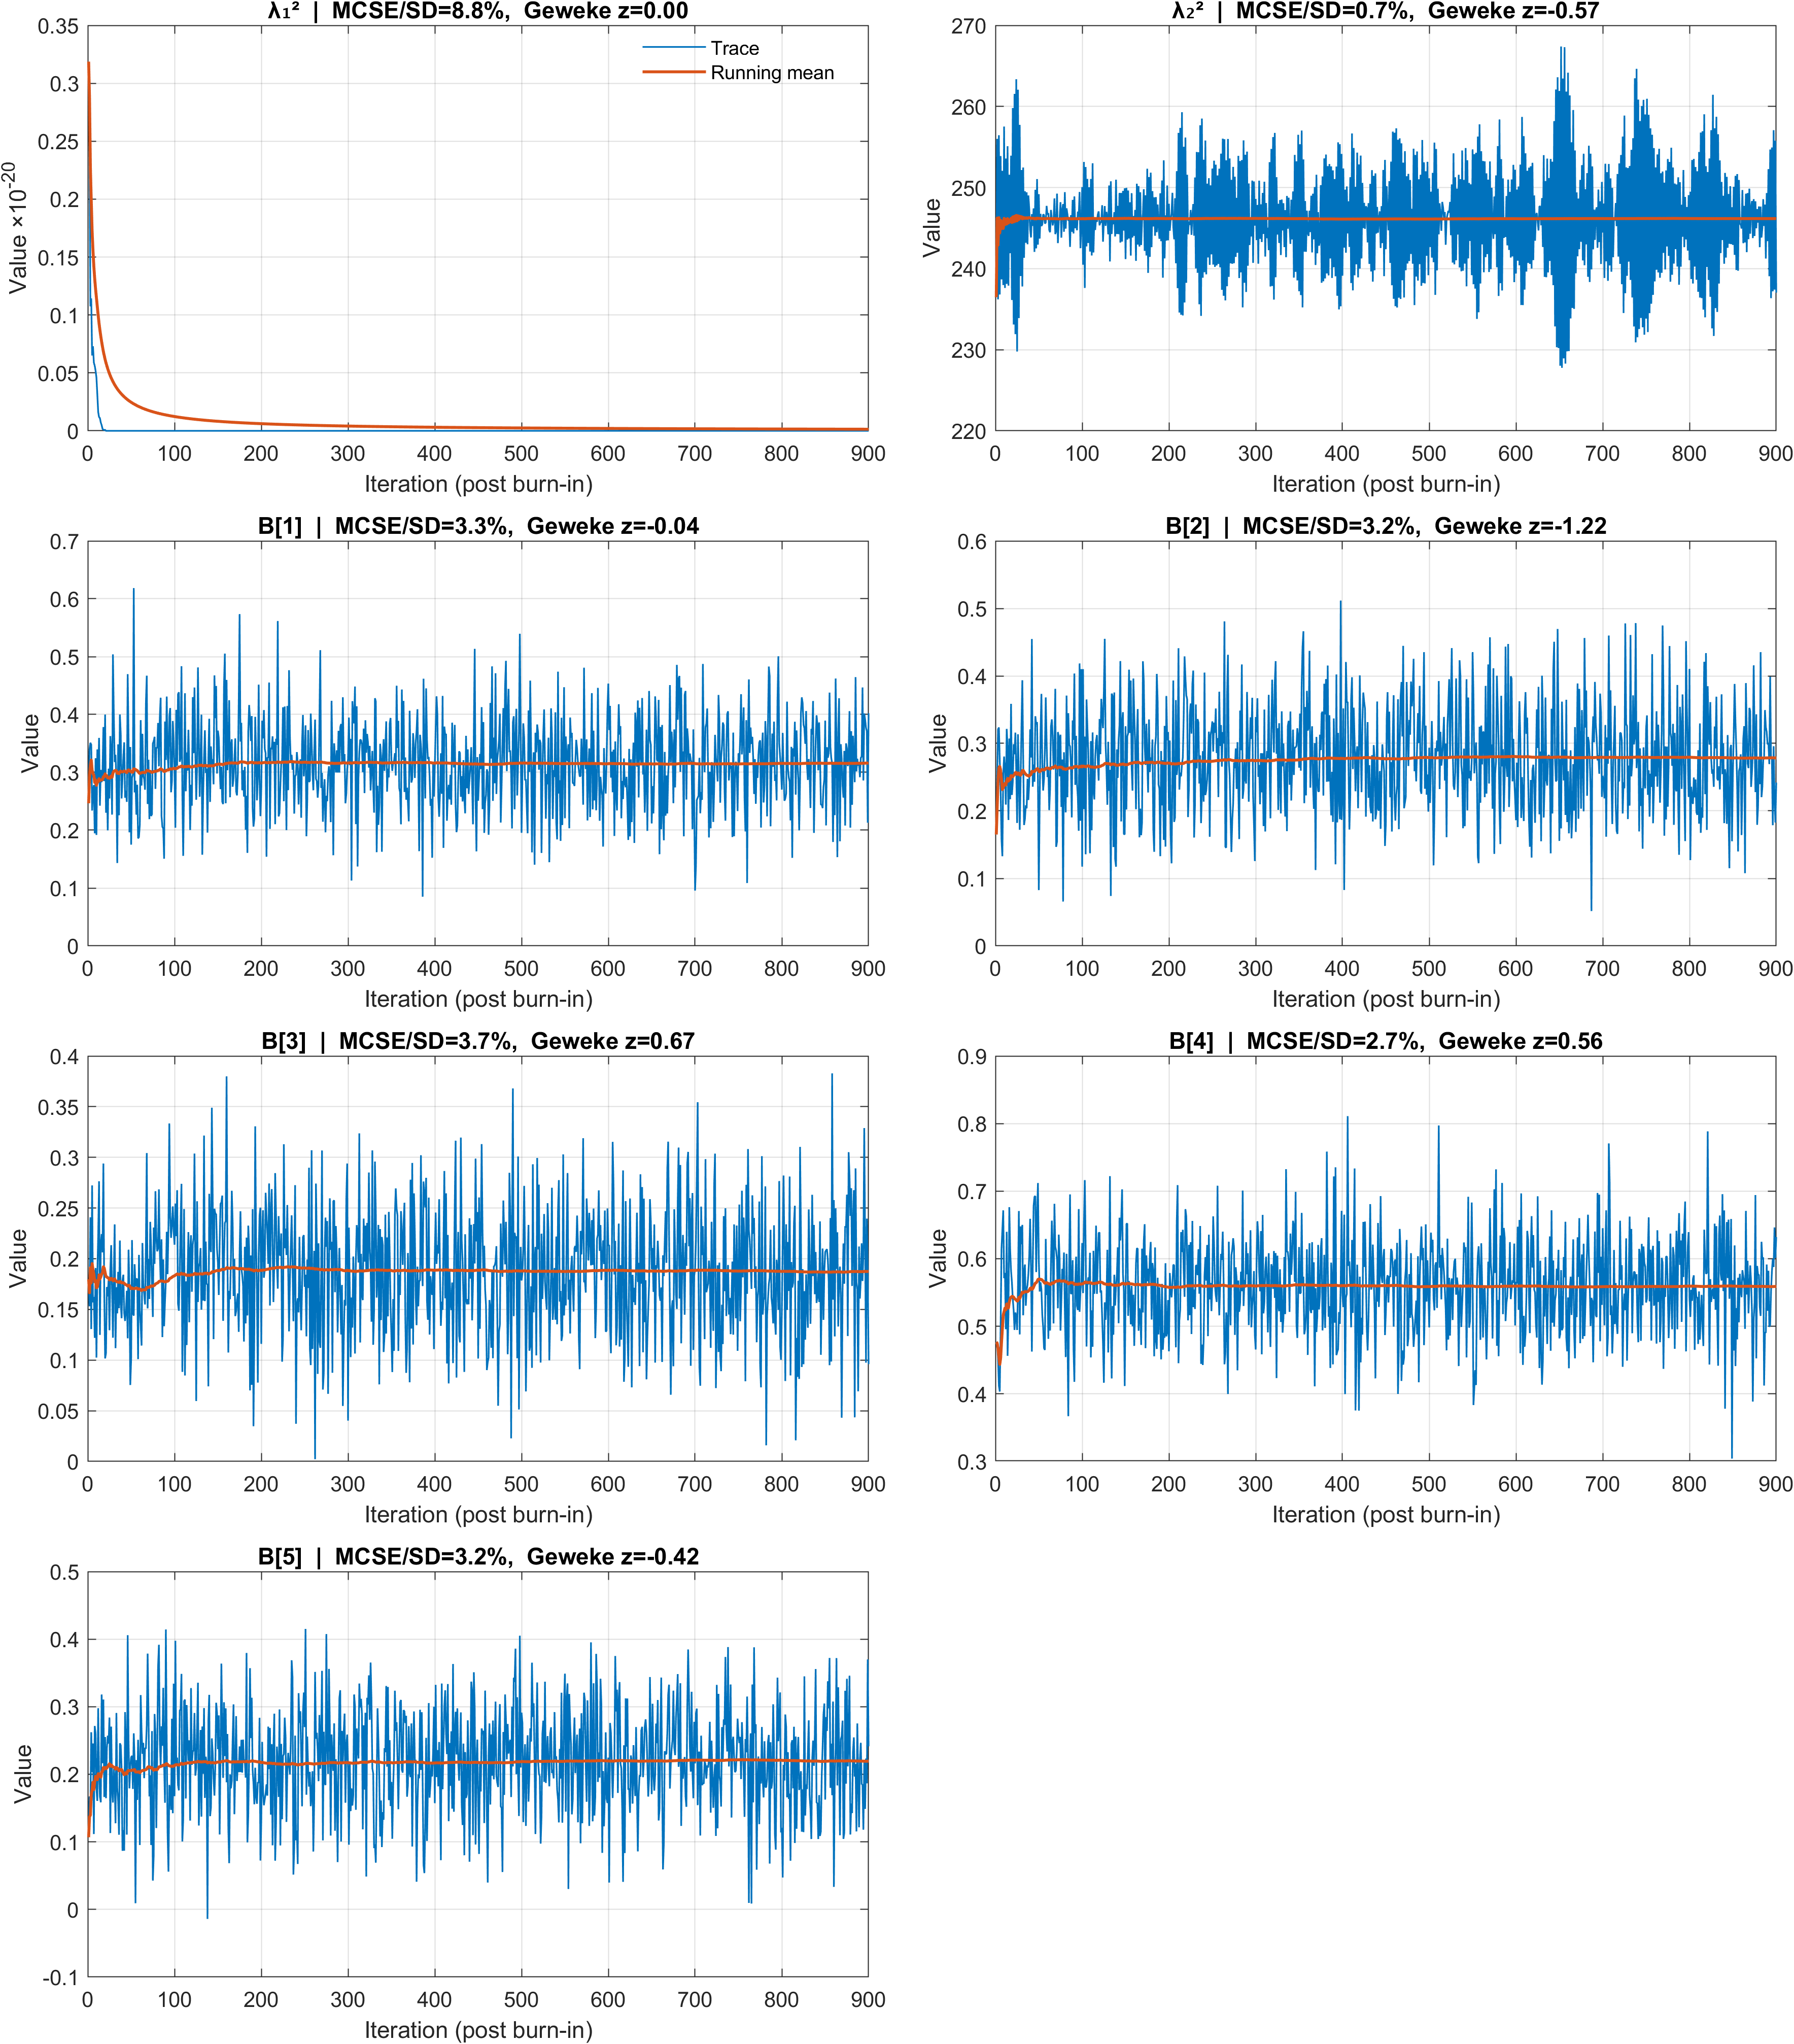 λ₁² | MCSE/SD=8.8%, Geweke z=0.00
Trace
Running mean
0.35
0.3
0.25
0.2
0.15
0.1
0.05
0
Value ×10⁻²⁰
0 100 200 300 400 500 600 700 800 900
Iteration (post burn-in)
λ₂² | MCSE/SD=0.7%, Geweke z=-0.57
270
260
250
240
230
220
Value
0 100 200 300 400 500 600 700 800 900
Iteration (post burn-in)
B[1] | MCSE/SD=3.3%, Geweke z=-0.04
0.7
0.6
0.5
0.4
0.3
0.2
0.1
0
Value
0 100 200 300 400 500 600 700 800 900
Iteration (post burn-in)
B[2] | MCSE/SD=3.2%, Geweke z=-1.22
0.6
0.5
0.4
0.3
0.2
0.1
0
Value
0 100 200 300 400 500 600 700 800 900
Iteration (post burn-in)
B[3] | MCSE/SD=3.7%, Geweke z=0.67
0.4
0.35
0.3
0.25
0.2
0.15
0.1
0.05
0
Value
0 100 200 300 400 500 600 700 800 900
Iteration (post burn-in)
B[4] | MCSE/SD=2.7%, Geweke z=0.56
0.9
0.8
0.7
0.6
0.5
0.4
0.3
Value
0 100 200 300 400 500 600 700 800 900
Iteration (post burn-in)
B[5] | MCSE/SD=3.2%, Geweke z=-0.42
0.5
0.4
0.3
0.2
0.1
0
-0.1
Value
0 100 200 300 400 500 600 700 800 900
Iteration (post burn-in)